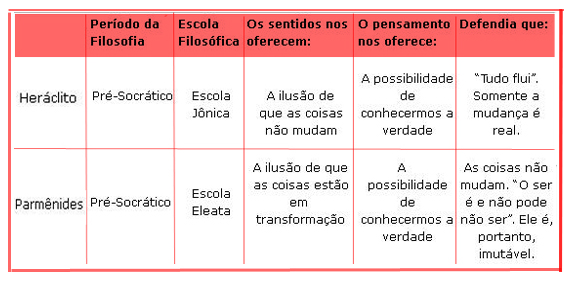 Período da Filosofia
Escola Filosófica
Os sentidos nos oferecem:
O pensamento nos oferece:
Defendia que:
Heráclito
Pré-Socrático
Escola
Jônica
A ilusão de
que as coisas
não mudam
A possibilidade
de
conhecermos a
verdade
“Tudo flui”.
Somente a
mudança é
real.
Parmênides
Pré-Socrático
Escola
Eleata
A ilusão de que
as coisas estão
em
transformação
A
possibilidade
de
conhecermos a
verdade
As coisas não
mudam. “O ser
é e não pode
não ser”. Ele é,
portanto,
imutável.